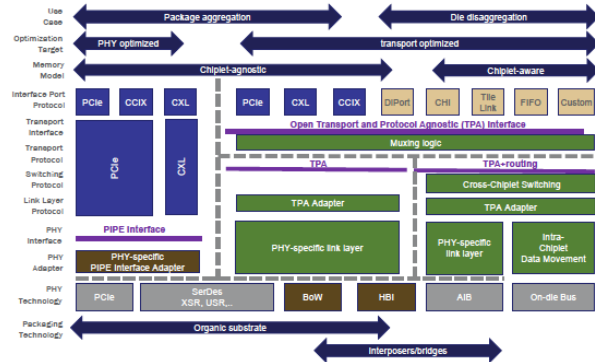 Use
Case
Package aggregation
Die disaggregation
Optimization
Target
PHY optimized
transport optimized
Memory
Model
Chiplet-agnostic
Chiplet-aware
Interface Port
Protocol
PCIe
CCIX
CXL
PCIe
CXL
CCIX
DiPort
CHI
Tile
Link
FIFO
Custom
Transport
Interface
Open Transport and Protocol Agnostic (TPA) Interface
Transport
Protocol
Muxing logic
PCIe
CXL
TPA
TPA+routing
Switching
Protocol
Cross-Chiplet Switching
Link Layer
Protocol
TPA Adapter
TPA Adapter
PHY
Interface
PIPE Interface
PHY-specific link layer
PHY-specific
link layer
Intra-
Chiplet
Data Movement
PHY
Adapter
PHY-specific
PIPE Interface Adapter
PHY
Technology
PCIe
SerDes
XSR, USR,..
BoW
HBI
AIB
On-die Bus
Packaging
Technology
Organic substrate
Interposers/bridges